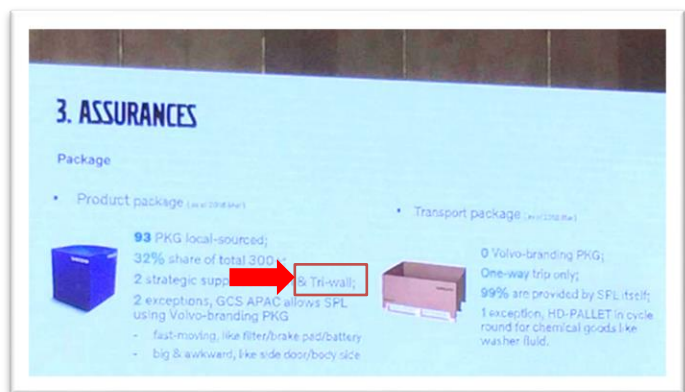 3. ASSURANCES
Package
• Product package
93 PKG local-sourced;
32% share of total 300
2 strategic & Tri-wall;
2 exceptions, GCS APAC allows SPL
using Volvo-branding PKG
- fast-moving, like filter/brake pad/battery
- big & awkward, like side door/body side
• Transport package
0 Volvo-branding PKG;
One-way trip only;
99% are provided by SPL itself;
1 exception, HD-PALLET in cycle
round for chemical goods like
washer fluid.